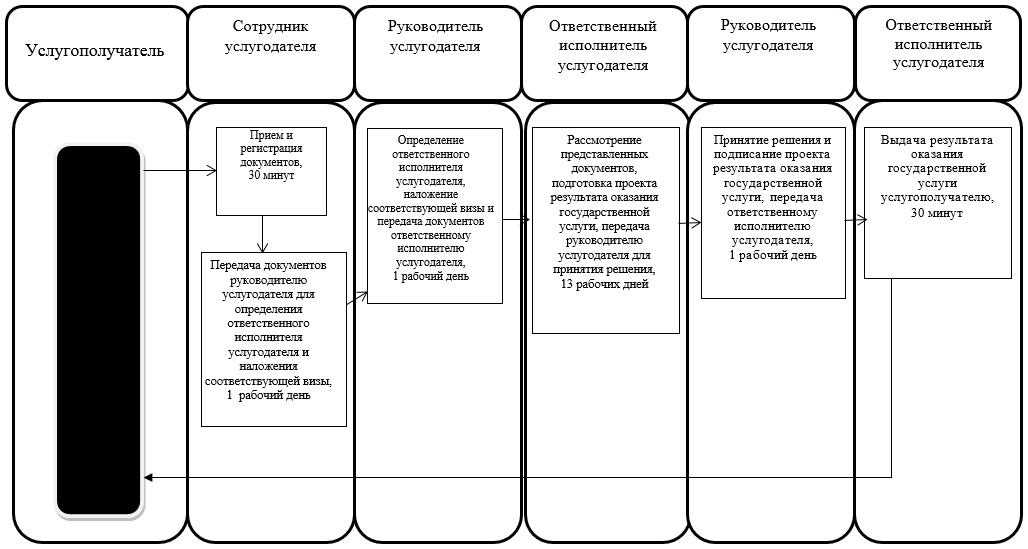 Услугополучатель
Сотрудник
услугодателя
Руководитель
услугодателя
Ответственный
исполнитель
услугодателя
Руководитель
услугодателя
Ответственный
исполнитель
услугодателя
Прием и
регистрация
документов,
30 минут
Передача документов
руководителю
услугодателя для
определения
ответственного
исполнителя
услугодателя и
наложения
соответствующей визы,
1 рабочий день
Определение
ответственного
исполнителя
услугодателя,
наложение
соответствующей визы и
передача документов
ответственному
исполнителю
услугодателя,
1 рабочий день
Рассмотрение
представленных
документов,
подготовка проекта
результата оказания
государственной
услуги, передача
руководителю
услугодателя для
принятия решения,
13 рабочих дней
Принятие решения и
подписание проекта
результата оказания
государственной
услуги, передача
ответственному
исполнителю
услугодателя,
1 рабочий день
Выдача результата
оказания
государственной
услуги
услугополучателю,
30 минут